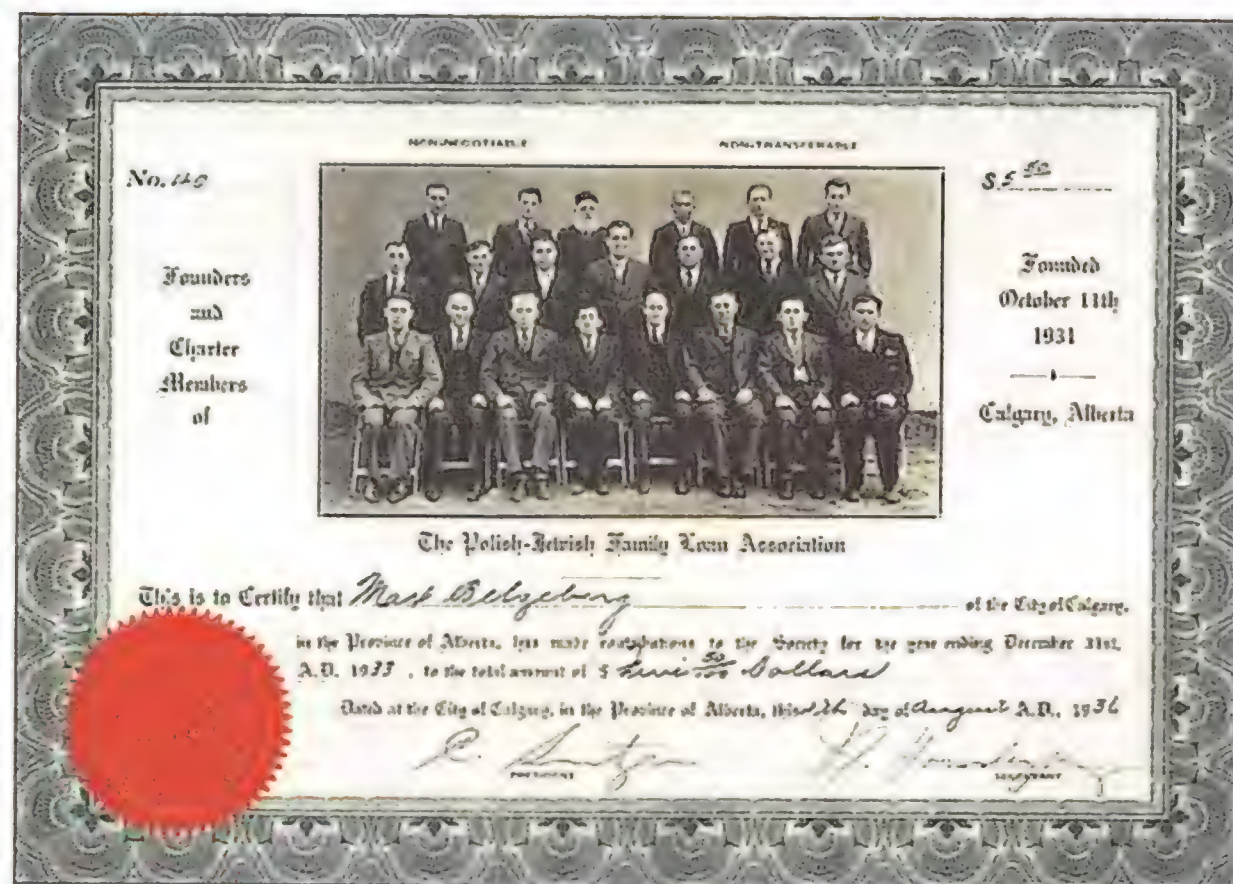 NON-NEGOTIABLE
NON-TRANSFERABLE
No.
$ 5 50
Founders
and
Charter
Members
of
Founded
October 11th
1931
Calgary, Alberta
The Polish-Jewish Family Loan Association
This is to Certify that Belzberg of the City of Calgary,
in the Province of Alberta, has made contributions to the Society for the year ending December 31st,
A.D. 1933, to the total amount of $ Five 50/100 Dollars
Dated at the City of Calgary, in the Province of Alberta, this day of August A.D., 1936
PRESIDENT
SECRETARY